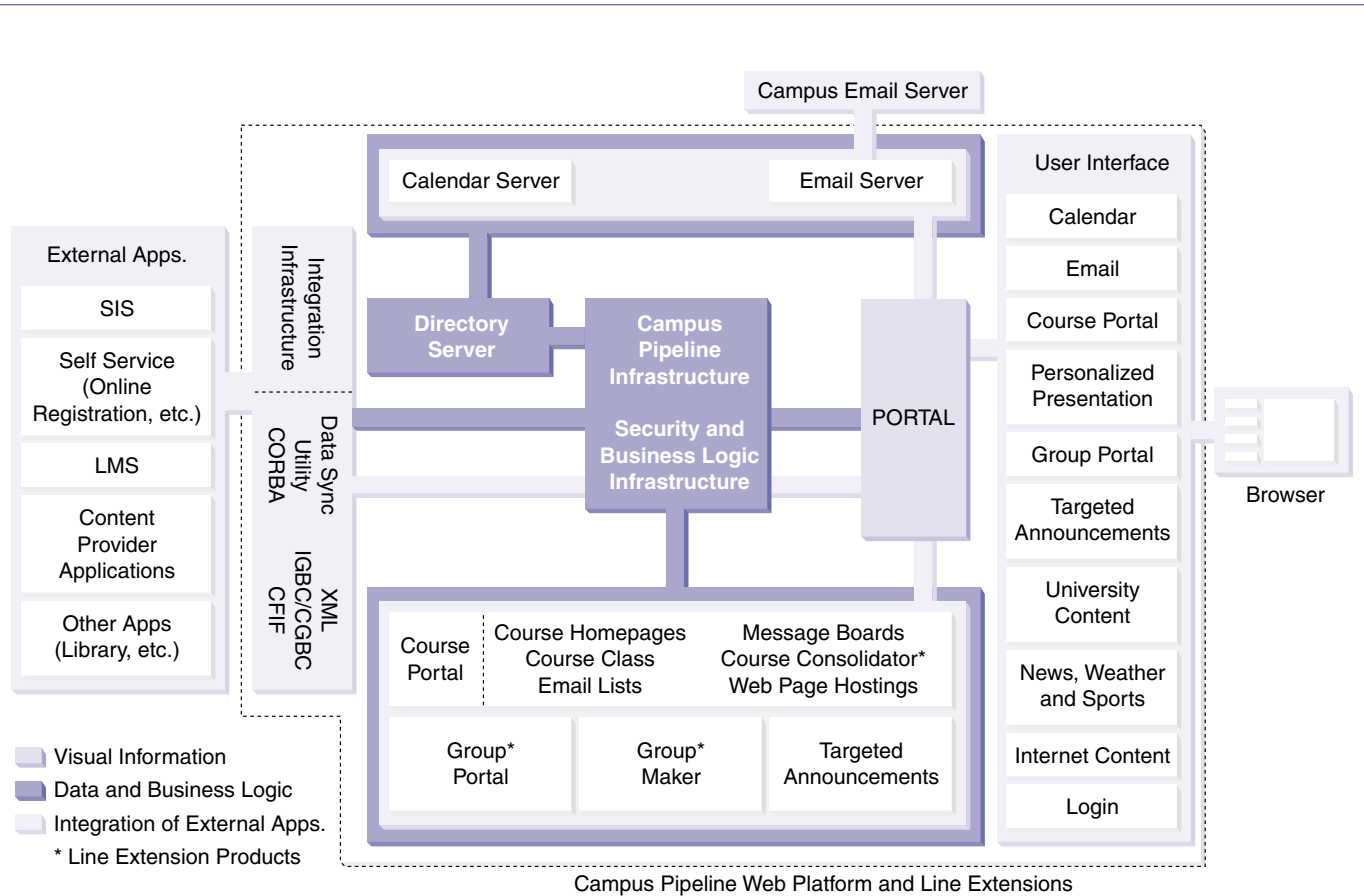 Campus Email Server
Calendar Server
Email Server
User Interface
Calendar
Email
Course Portal
Personalized
Presentation
Group Portal
Targeted
Announcements
University
Content
News, Weather
and Sports
Internet Content
Login
External Apps.
SIS
Self Service
(Online
Registration, etc.)
LMS
Content
Provider
Applications
Other Apps
(Library, etc.)
Integration
Infrastructure
Data Sync
Utility
CORBA
XML
IGBC/CGBC
CFIF
Directory
Server
Campus
Pipeline
Infrastructure
Security and
Business Logic
Infrastructure
PORTAL
Browser
Course
Portal
Course Homepages
Course Class
Email Lists
Message Boards
Course Consolidator*
Web Page Hostings
Group*
Portal
Group*
Maker
Targeted
Announcements
Visual Information
Data and Business Logic
Integration of External Apps.
* Line Extension Products
Campus Pipeline Web Platform and Line Extensions